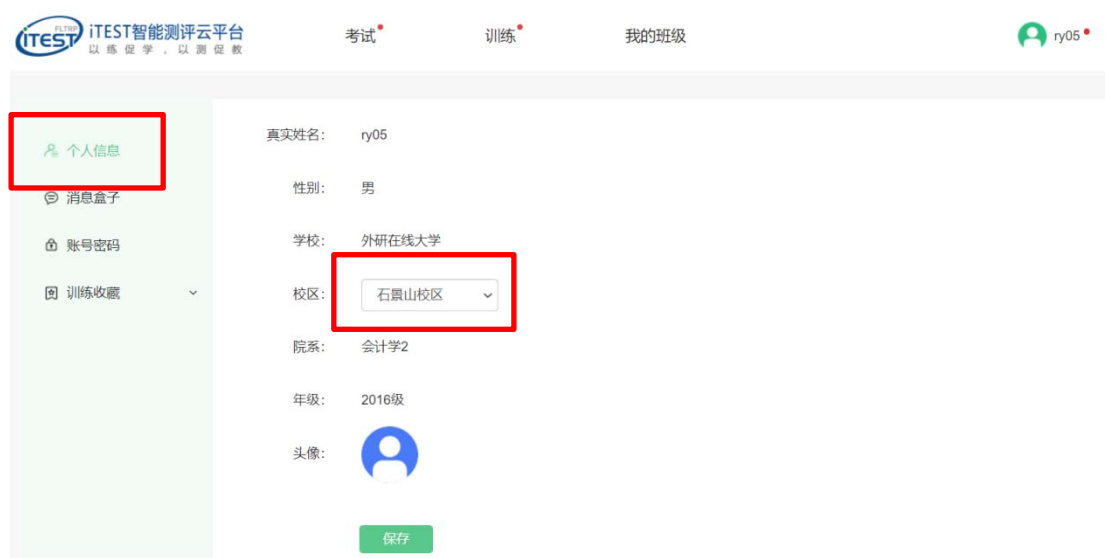 FLTRP
iTEST iTEST智能测评云平台
以练促学，以测促教
考试 训练 我的班级 ry05
个人信息
消息盒子
账号密码
训练收藏
真实姓名： ry05
性别： 男
学校： 外研在线大学
校区： 石景山校区
院系： 会计学2
年级： 2016级
头像：
保存